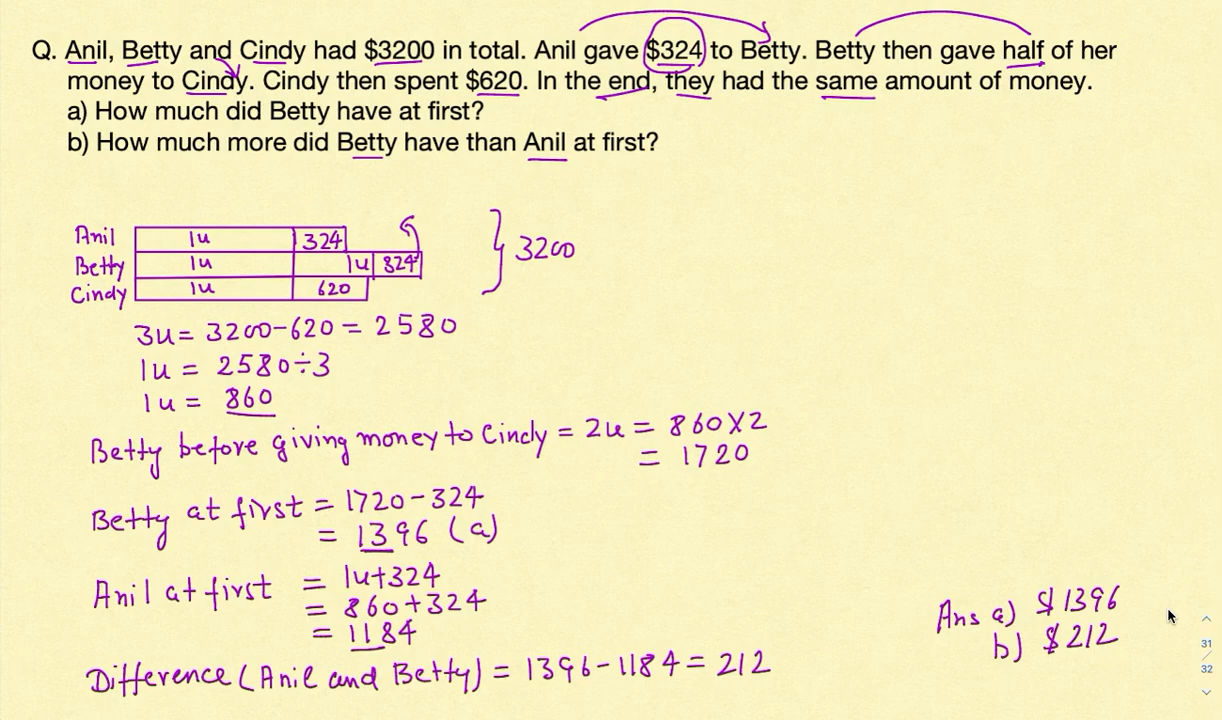 Q. Anil, Betty and Cindy had $3200 in total. Anil gave $324 to Betty. Betty then gave half of her
money to Cindy. Cindy then spent $620. In the end, they had the same amount of money.
a) How much did Betty have at first?
b) How much more did Betty have than Anil at first?
Anil 1u 324
Betty 1u 1u 324 } 3200
Cindy 1u 620
3u = 3200-620 = 2580
1u = 2580÷3
1u = 860
Betty before giving money to Cindy = 2u = 860X2
= 1720
Betty at first = 1720-324
= 1396 (a)
Anil at first = 1u+324
= 860+324
= 1184
Difference (Anil and Betty) = 1396-1184 = 212
Ans a) $1396
b) $212
31
/
32